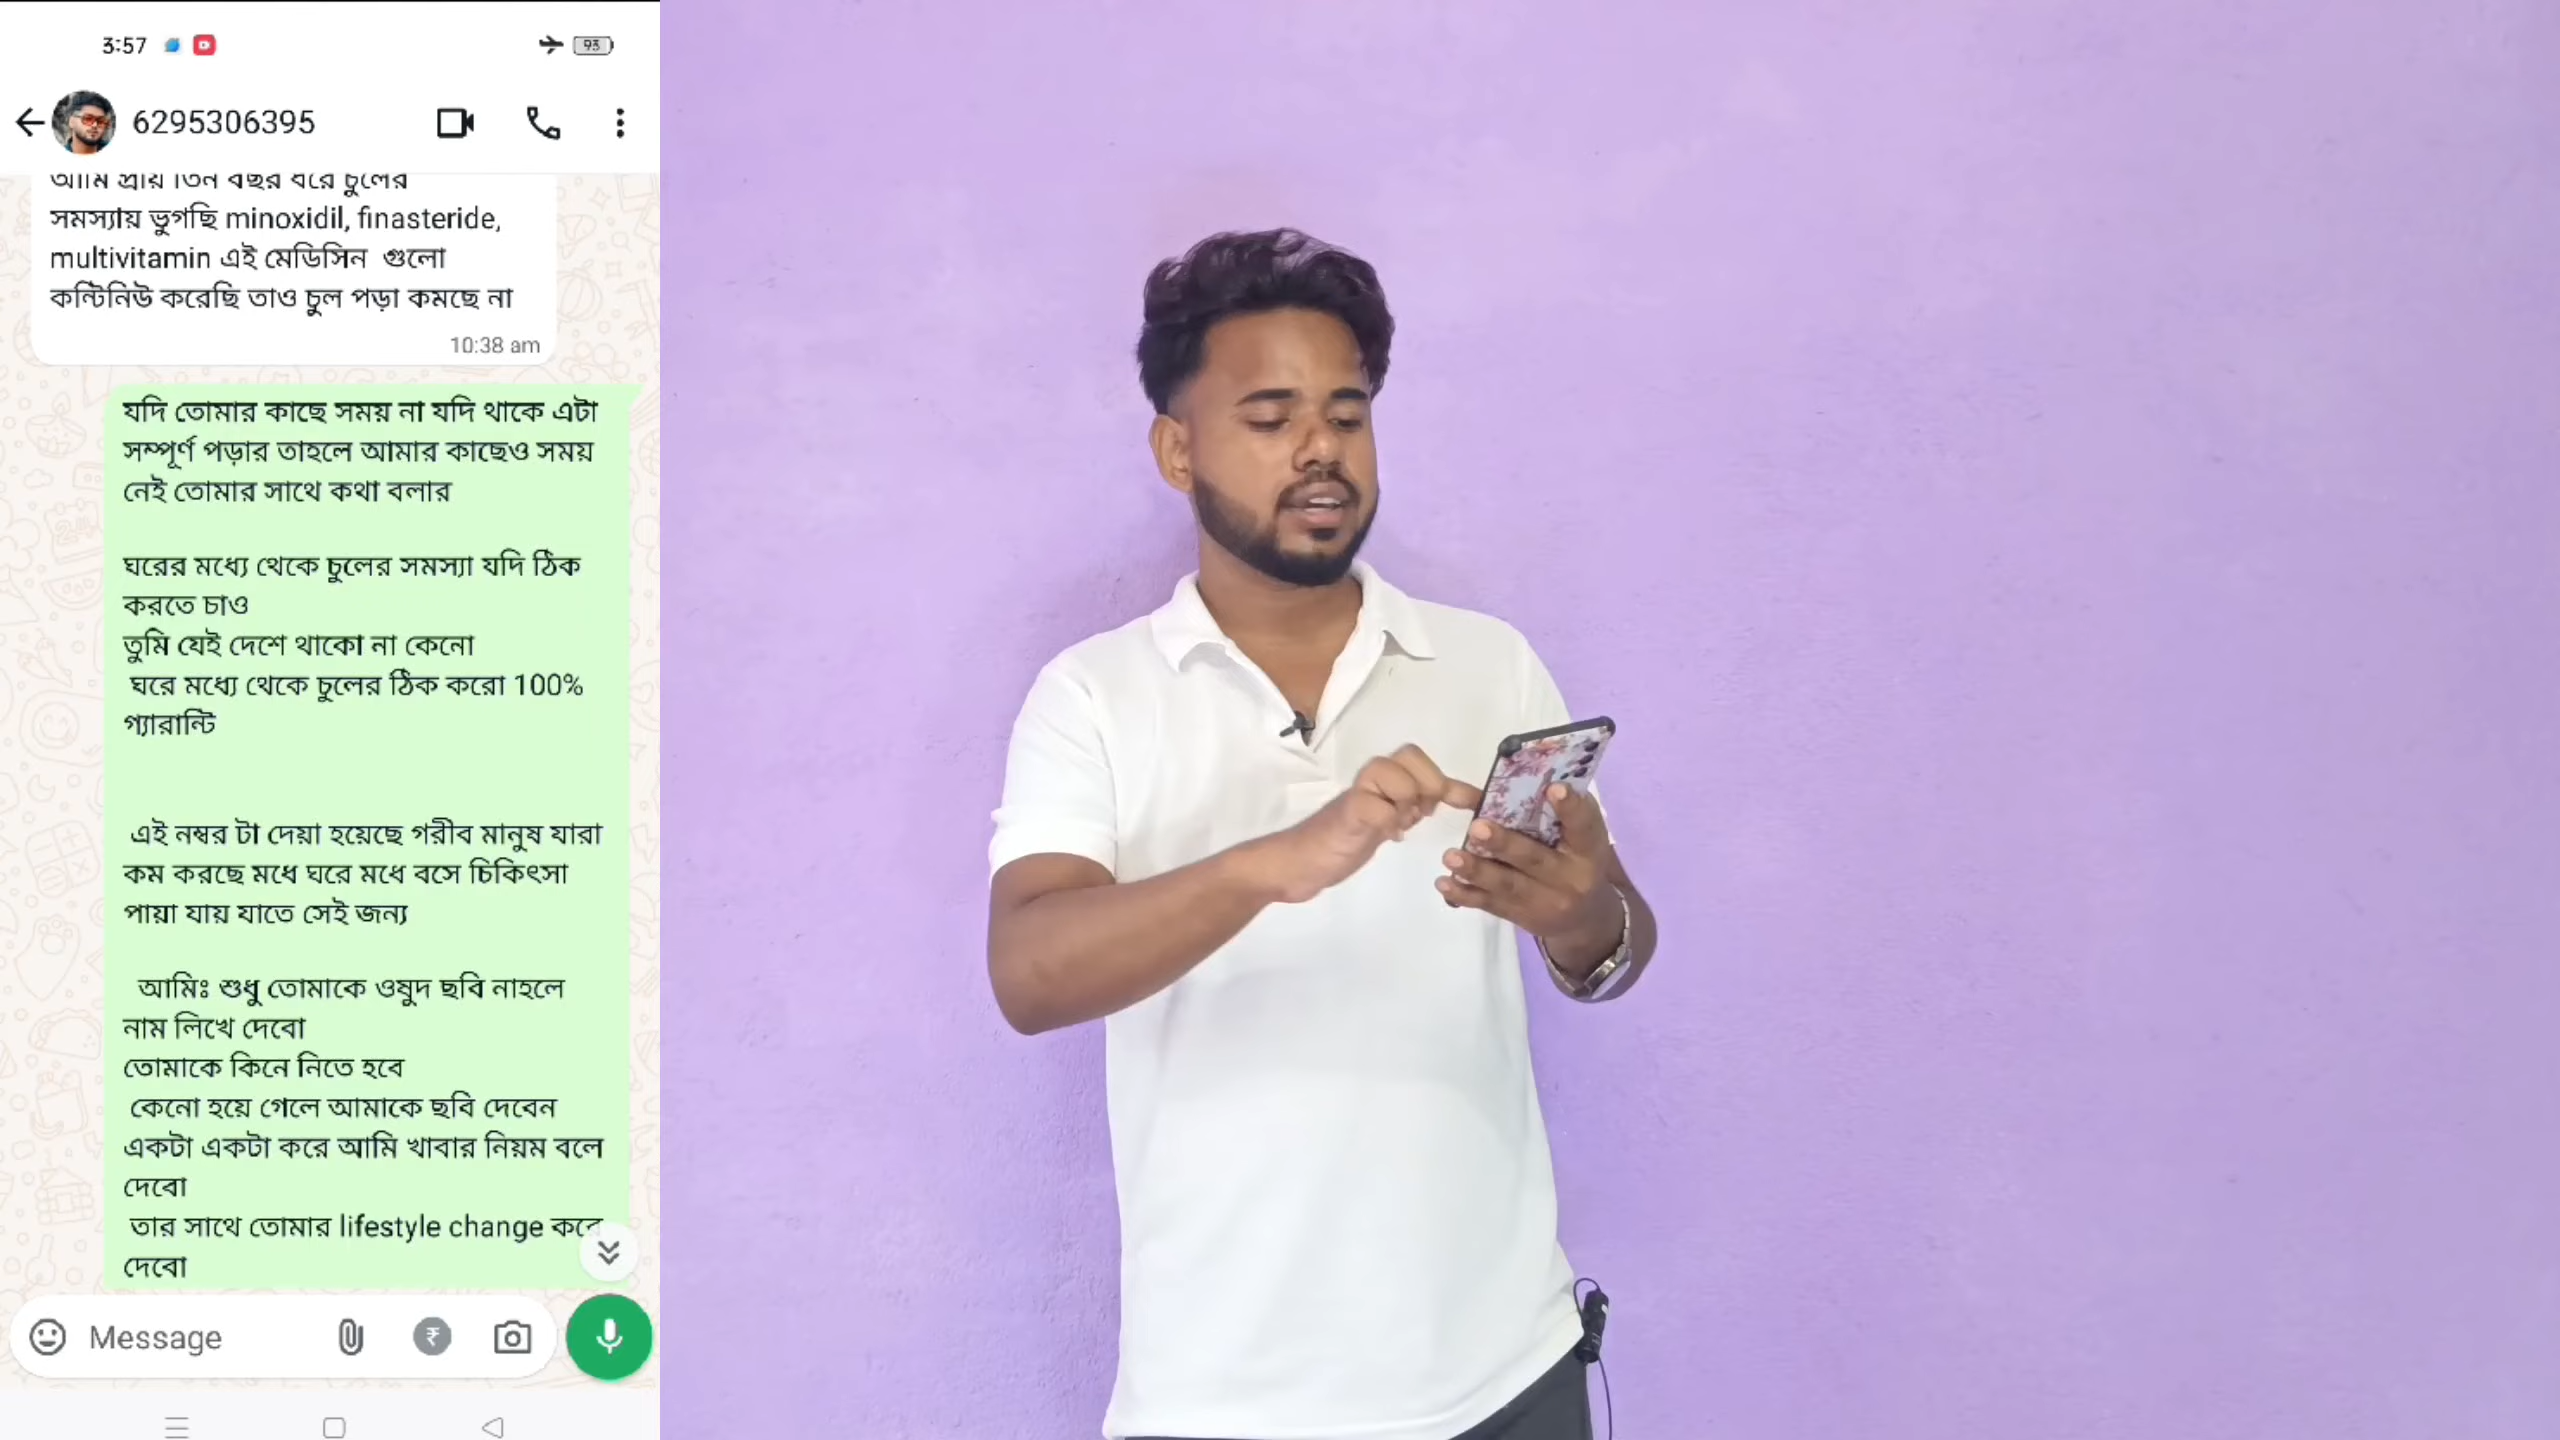 3:57
93
6295306395
আমি প্রায় তিন বছর ধরে চুলের
সমস্যায় ভুগছি minoxidil, finasteride,
multivitamin এই মেডিসিন গুলো
কন্টিনিউ করেছি তাও চুল পড়া কমছে না
10:38 am
যদি তোমার কাছে সময় না যদি থাকে এটা
সম্পূর্ণ পড়ার তাহলে আমার কাছেও সময়
নেই তোমার সাথে কথা বলার
ঘরের মধ্যে থেকে চুলের সমস্যা যদি ঠিক
করতে চাও
তুমি যেই দেশে থাকো না কেনো
ঘরে মধ্যে থেকে চুলের ঠিক করো 100%
গ্যারান্টি
এই নম্বর টা দেয়া হয়েছে গরীব মানুষ যারা
কম করছে মধে ঘরে মধে বসে চিকিৎসা
পায়া যায় যাতে সেই জন্য
আমিঃ শুধু তোমাকে ওষুদ ছবি নাহলে
নাম লিখে দেবো
তোমাকে কিনে নিতে হবে
কেনো হয়ে গেলে আমাকে ছবি দেবেন
একটা একটা করে আমি খাবার নিয়ম বলে
দেবো
তার সাথে তোমার lifestyle change করে
দেবো
Message